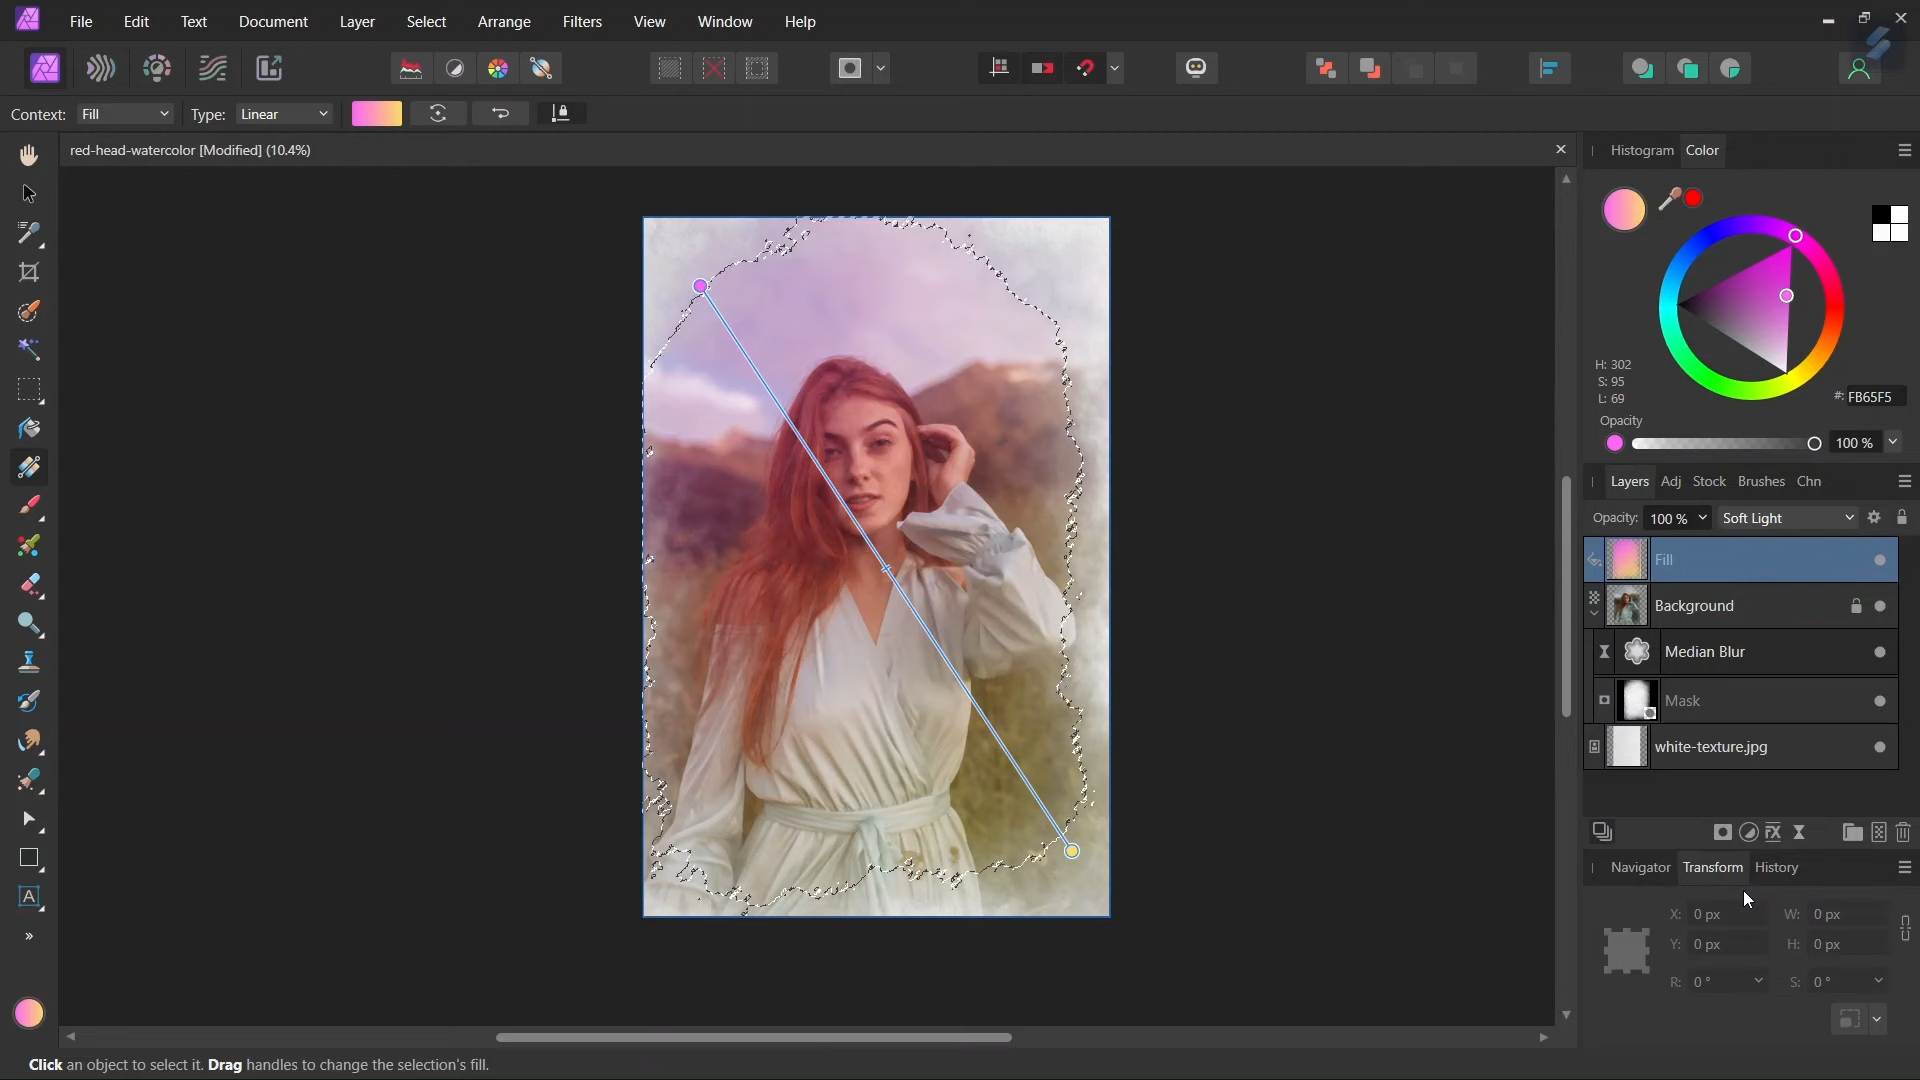 File Edit Text Document Layer Select Arrange Filters View Window Help
Context: Fill Type: Linear
red-head-watercolor [Modified] (10.4%)
Histogram Color
H: 302
S: 95
L: 69
#: FB65F5
Opacity
100 %
Layers Adj Stock Brushes Chn
Opacity: 100 % Soft Light
Fill
Background
Median Blur
Mask
white-texture.jpg
Navigator Transform History
X: 0 px W: 0 px
Y: 0 px H: 0 px
R: 0 ° S: 0 °
Click an object to select it. Drag handles to change the selection's fill.